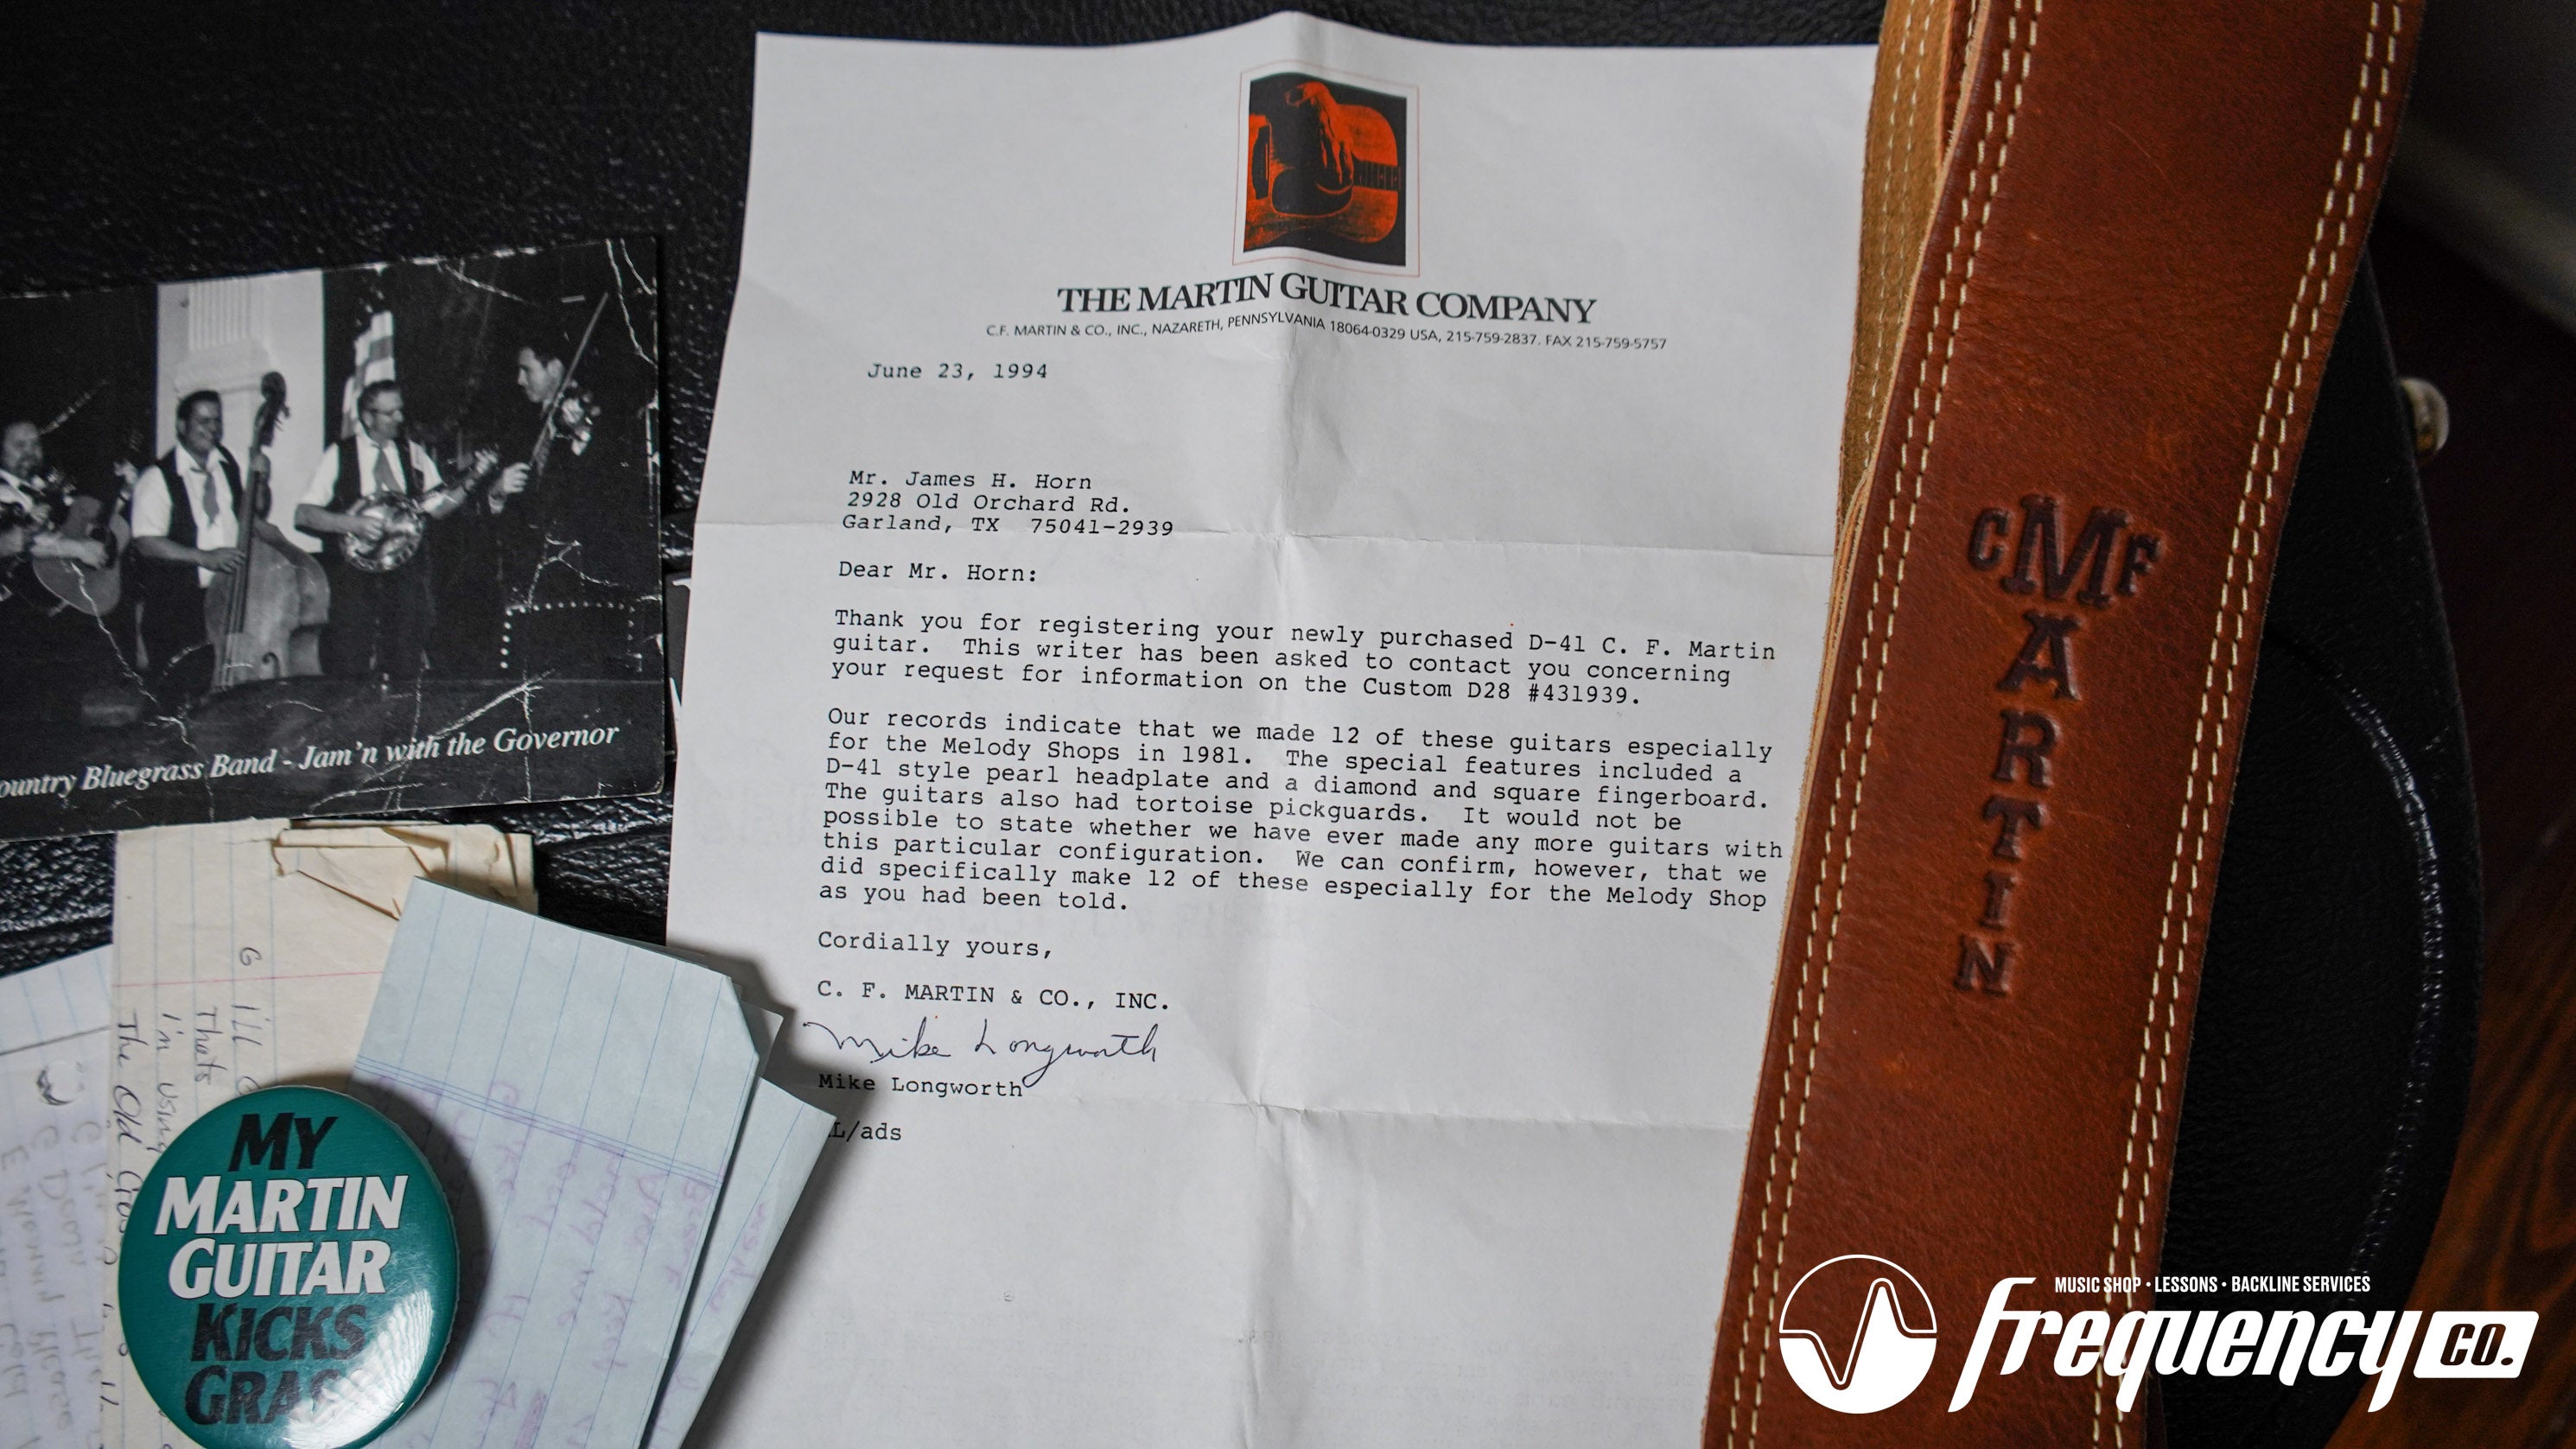 THE MARTIN GUITAR COMPANY
C.F. MARTIN & CO., INC., NAZARETH, PENNSYLVANIA 18064-0329 USA, 215-759-2837. FAX 215-759-5757
June 23, 1994
Mr. James H. Horn
2928 Old Orchard Rd.
Garland, TX 75041-2939
Dear Mr. Horn:
Thank you for registering your newly purchased D-41 C. F. Martin
guitar. This writer has been asked to contact you concerning
your request for information on the Custom D28 #431939.
Our records indicate that we made 12 of these guitars especially
for the Melody Shops in 1981. The special features included a
D-41 style pearl headplate and a diamond and square fingerboard.
The guitars also had tortoise pickguards. It would not be
possible to state whether we have ever made any more guitars with
this particular configuration. We can confirm, however, that we
did specifically make 12 of these especially for the Melody Shop
as you had been told.
Cordially yours,
C. F. MARTIN & CO., INC.
Mike Longworth
Mike Longworth
L/ads
ountry Bluegrass Band - Jam'n with the Governor
G
I'll
Thats
I'm using
The Old
MY
MARTIN
GUITAR
KICKS
GRAS
CMF
ARTIN
MUSIC SHOP • LESSONS • BACKLINE SERVICES
frequency co.